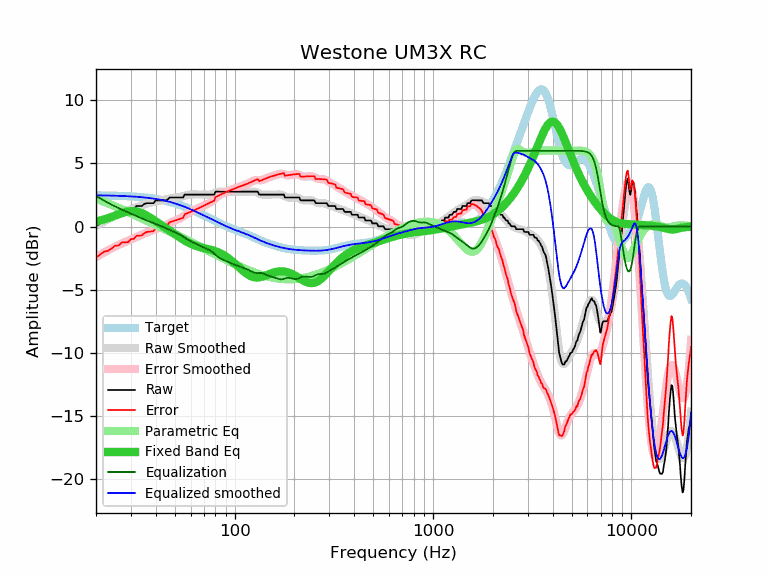 Westone UM3X RC
10
5
0
−5
−10
−15
−20
Amplitude (dBr)
Target
Raw Smoothed
Error Smoothed
Raw
Error
Parametric Eq
Fixed Band Eq
Equalization
Equalized smoothed
100
1000
10000
Frequency (Hz)